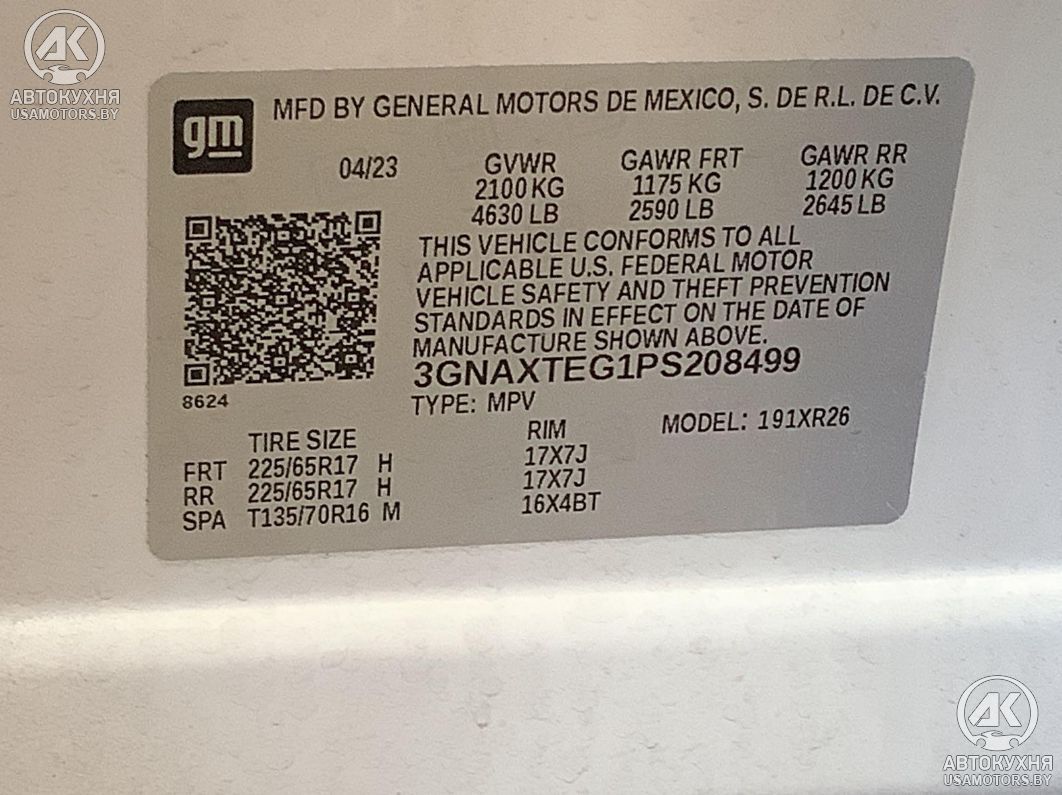 AK
АВТОКУХНЯ
USAMOTORS.BY
gm
MFD BY GENERAL MOTORS DE MEXICO, S. DE R.L. DE C.V.
04/23 GVWR GAWR FRT GAWR RR
2100 KG 1175 KG 1200 KG
4630 LB 2590 LB 2645 LB
THIS VEHICLE CONFORMS TO ALL
APPLICABLE U.S. FEDERAL MOTOR
VEHICLE SAFETY AND THEFT PREVENTION
STANDARDS IN EFFECT ON THE DATE OF
MANUFACTURE SHOWN ABOVE.
3GNAXTEG1PS208499
8624
TYPE: MPV MODEL: 191XR26
TIRE SIZE RIM
FRT 225/65R17 H 17X7J
RR 225/65R17 H 17X7J
SPA T135/70R16 M 16X4BT
AK
АВТОКУХНЯ
USAMOTORS.BY